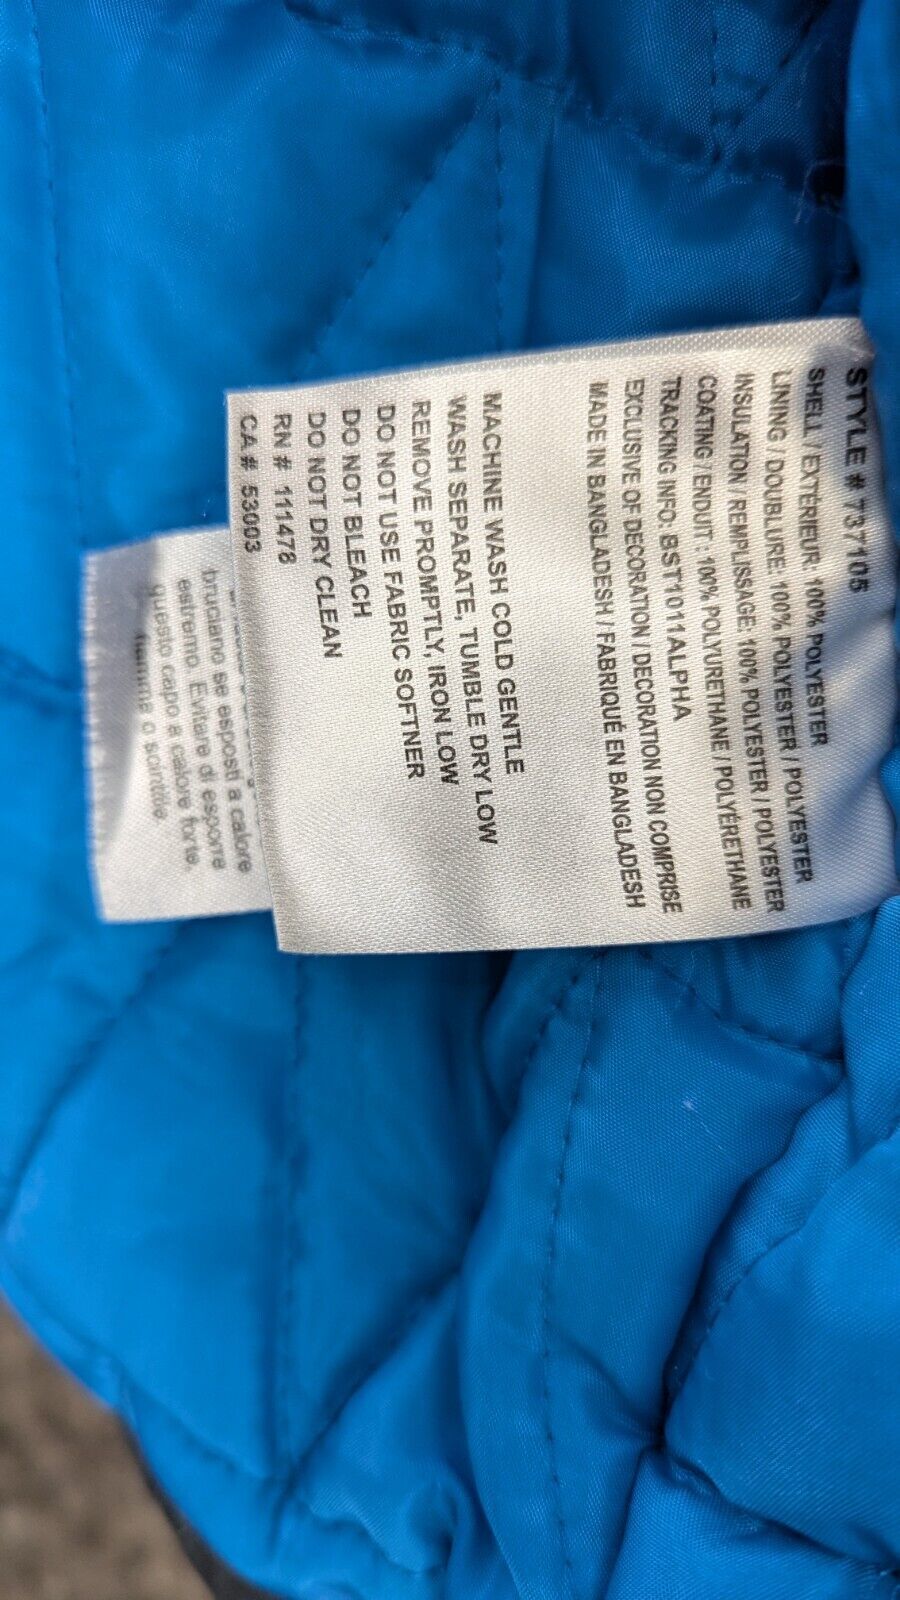 STYLE # 737105
SHELL / EXTÉRIEUR: 100% POLYESTER
LINING / DOUBLURE: 100% POLYESTER / POLYESTER
INSULATION / REMPLISSAGE: 100% POLYESTER / POLYESTER
COATING / ENDUIT : 100% POLYURETHANE / POLYÉRETHANE
TRACKING INFO: BST1011ALPHA
EXCLUSIVE OF DECORATION / DECORATION NON COMPRISE
MADE IN BANGLADESH / FABRIQUÉ EN BANGLADESH
MACHINE WASH COLD GENTLE
WASH SEPARATE, TUMBLE DRY LOW
REMOVE PROMPTLY, IRON LOW
DO NOT USE FABRIC SOFTNER
DO NOT BLEACH
DO NOT DRY CLEAN
RN # 111478
CA # 53003
bruciano se esposti a calore
estremo. Evitare di esporre
questo capo a calore forte,
fiamme o scintille.